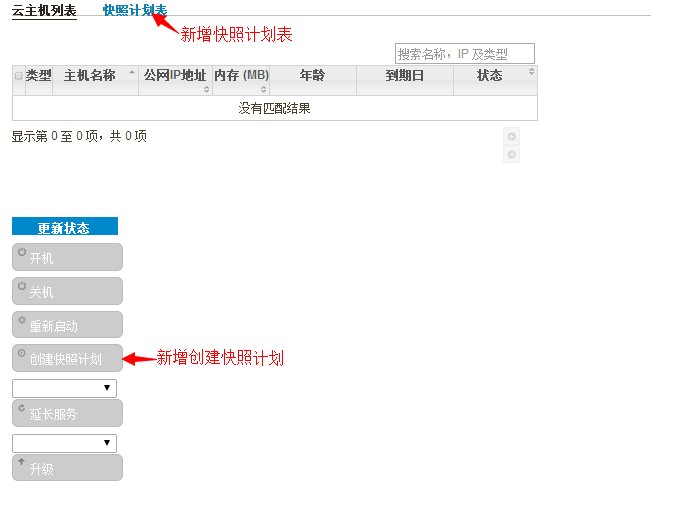 云主机列表 快照计划表
新增快照计划表
搜索名称，IP 及类型
类型 主机名称 公网IP地址 内存 (MB) 年龄 到期日 状态
没有匹配结果
显示第 0 至 0 项，共 0 项
更新状态
开机
关机
重新启动
创建快照计划 新增创建快照计划
延长服务
升级